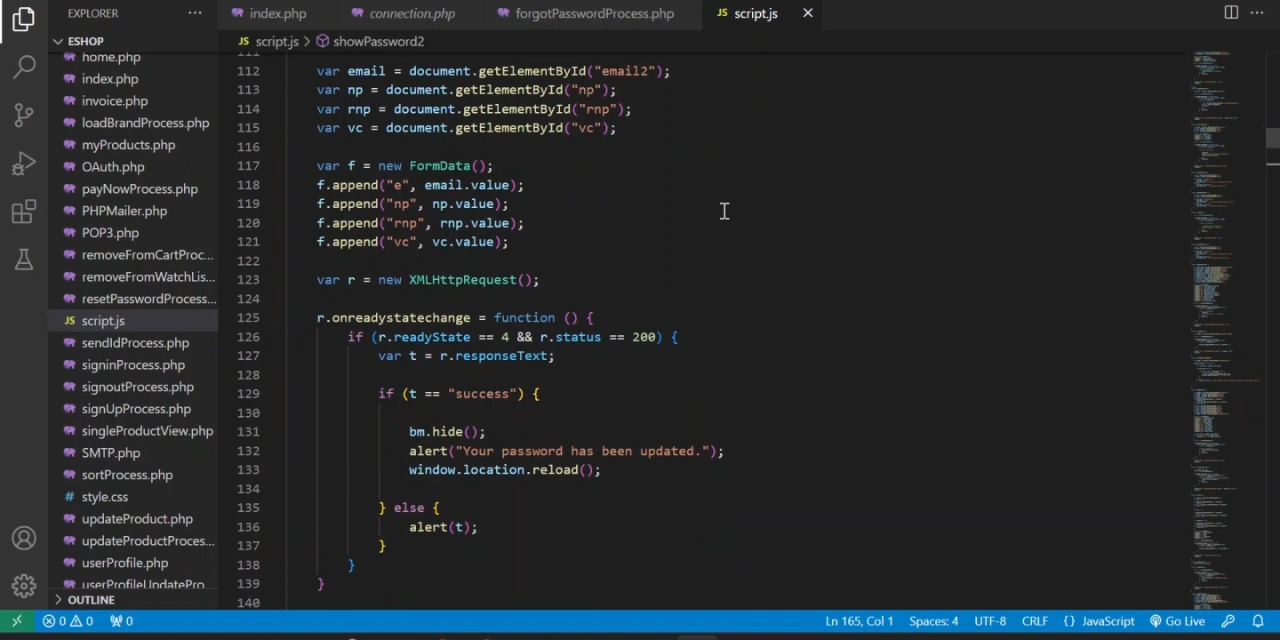 EXPLORER
index.php
connection.php
forgotPasswordProcess.php
JS script.js
ESHOP
JS script.js > showPassword2
home.php
index.php
invoice.php
loadBrandProcess.php
myProducts.php
OAuth.php
payNowProcess.php
PHPMailer.php
POP3.php
removeFromCartProc...
removeFromWatchLis...
resetPasswordProcess...
JS script.js
sendIdProcess.php
signinProcess.php
signoutProcess.php
signUpProcess.php
singleProductView.php
SMTP.php
sortProcess.php
# style.css
updateProduct.php
updateProductProcess...
userProfile.php
userProfileUpdatePro
OUTLINE
111
112 var email = document.getElementById("email2");
113 var np = document.getElementById("np");
114 var rnp = document.getElementById("rnp");
115 var vc = document.getElementById("vc");
116
117 var f = new FormData();
118 f.append("e", email.value);
119 f.append("np", np.value);
120 f.append("rnp", rnp.value);
121 f.append("vc", vc.value);
122
123 var r = new XMLHttpRequest();
124
125 r.onreadystatechange = function () {
126 if (r.readyState == 4 && r.status == 200) {
127 var t = r.responseText;
128
129 if (t == "success") {
130
131 bm.hide();
132 alert("Your password has been updated.");
133 window.location.reload();
134
135 } else {
136 alert(t);
137 }
138 }
139 }
140
0 0 0
Ln 165, Col 1 Spaces: 4 UTF-8 CRLF {} JavaScript Go Live